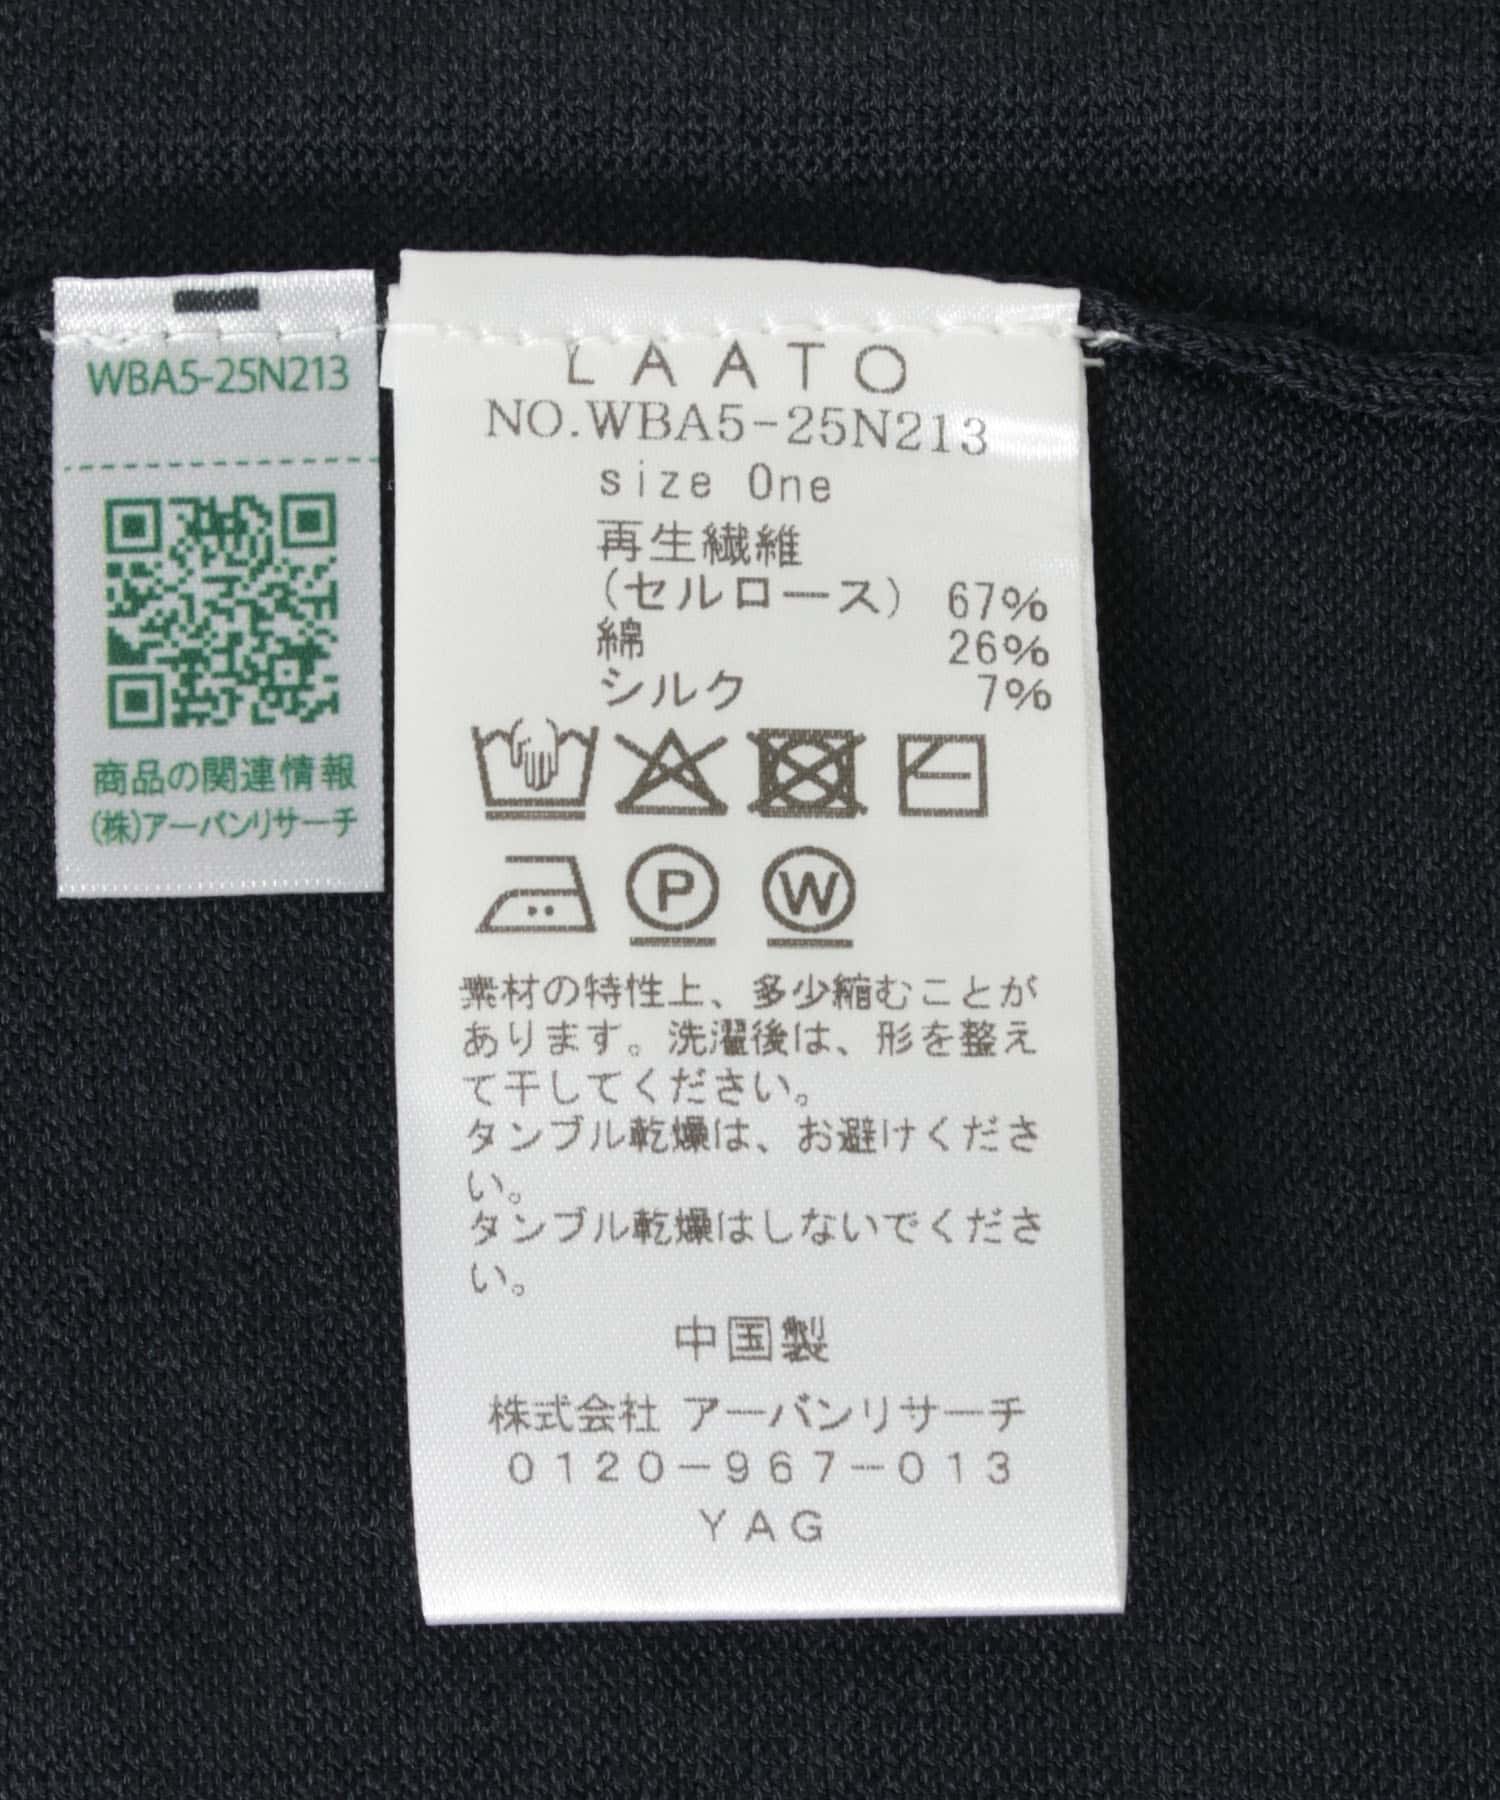 WBA5-25N213
商品の関連情報
(株)アーバンリサーチ
LAATO
NO.WBA5-25N213
size One
再生繊維
(セルロース) 67%
綿 26%
シルク 7%
P W
素材の特性上、多少縮むことが
あります。洗濯後は、形を整え
て干してください。
タンブル乾燥は、お避けくださ
い。
タンブル乾燥はしないでくださ
い。
中国製
株式会社 アーバンリサーチ
0120-967-013
YAG